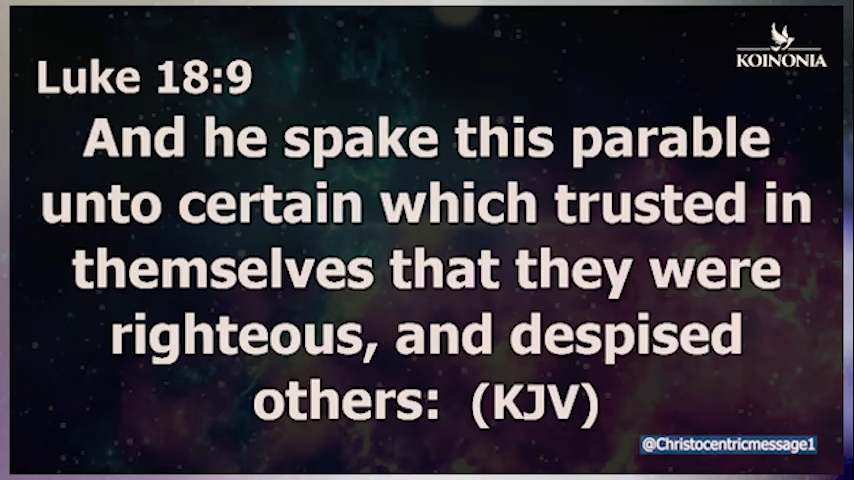 KOINONIA
Luke 18:9
And he spake this parable
unto certain which trusted in
themselves that they were
righteous, and despised
others: (KJV)
@Christocentricmessage1